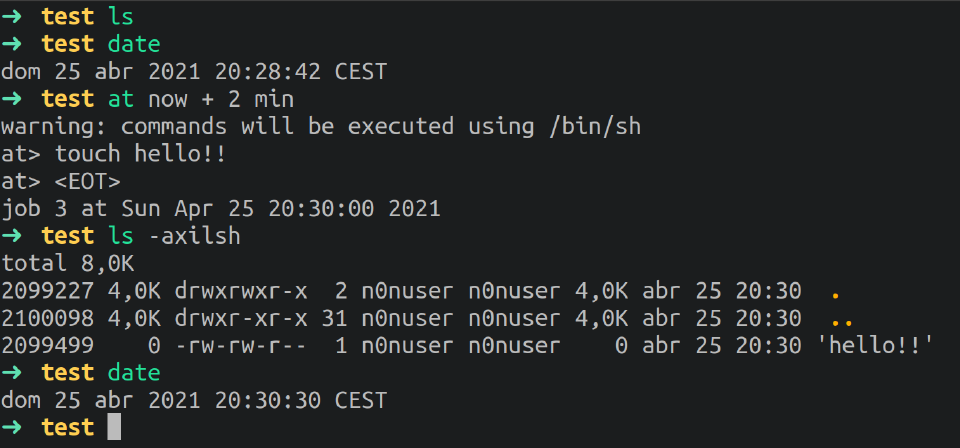 ➜ test ls
➜ test date
dom 25 abr 2021 20:28:42 CEST
➜ test at now + 2 min
warning: commands will be executed using /bin/sh
at> touch hello!!
at> <EOT>
job 3 at Sun Apr 25 20:30:00 2021
➜ test ls -axilsh
total 8,0K
2099227 4,0K drwxrwxr-x  2 n0nuser n0nuser 4,0K abr 25 20:30  .
2100098 4,0K drwxr-xr-x 31 n0nuser n0nuser 4,0K abr 25 20:30  ..
2099499    0 -rw-rw-r--  1 n0nuser n0nuser    0 abr 25 20:30 'hello!!'
➜ test date
dom 25 abr 2021 20:30:30 CEST
➜ test